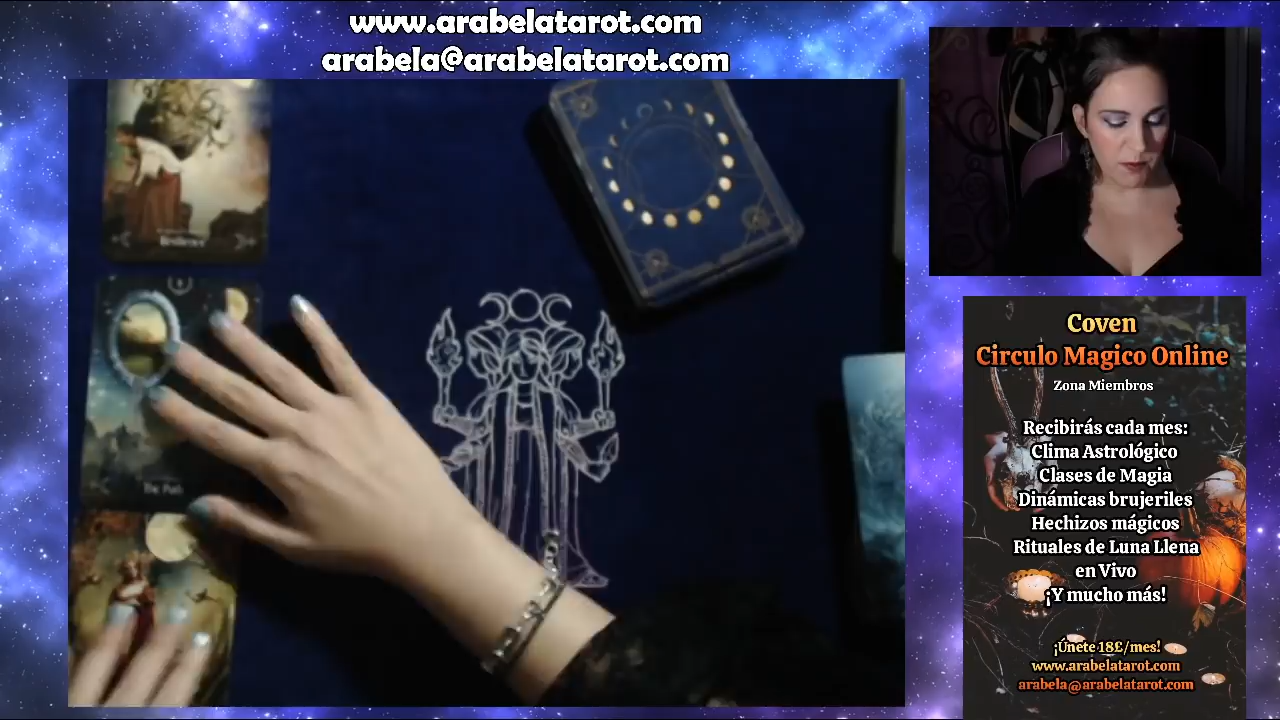 www.arabelatarot.com
arabela@arabelatarot.com
The Path
Coven
Circulo Magico Online
Zona Miembros
Recibirás cada mes:
Clima Astrológico
Clases de Magia
Dinámicas brujeriles
Hechizos mágicos
Rituales de Luna Llena
en Vivo
¡Y mucho más!
¡Únete 18£/mes!
www.arabelatarot.com
arabela@arabelatarot.com